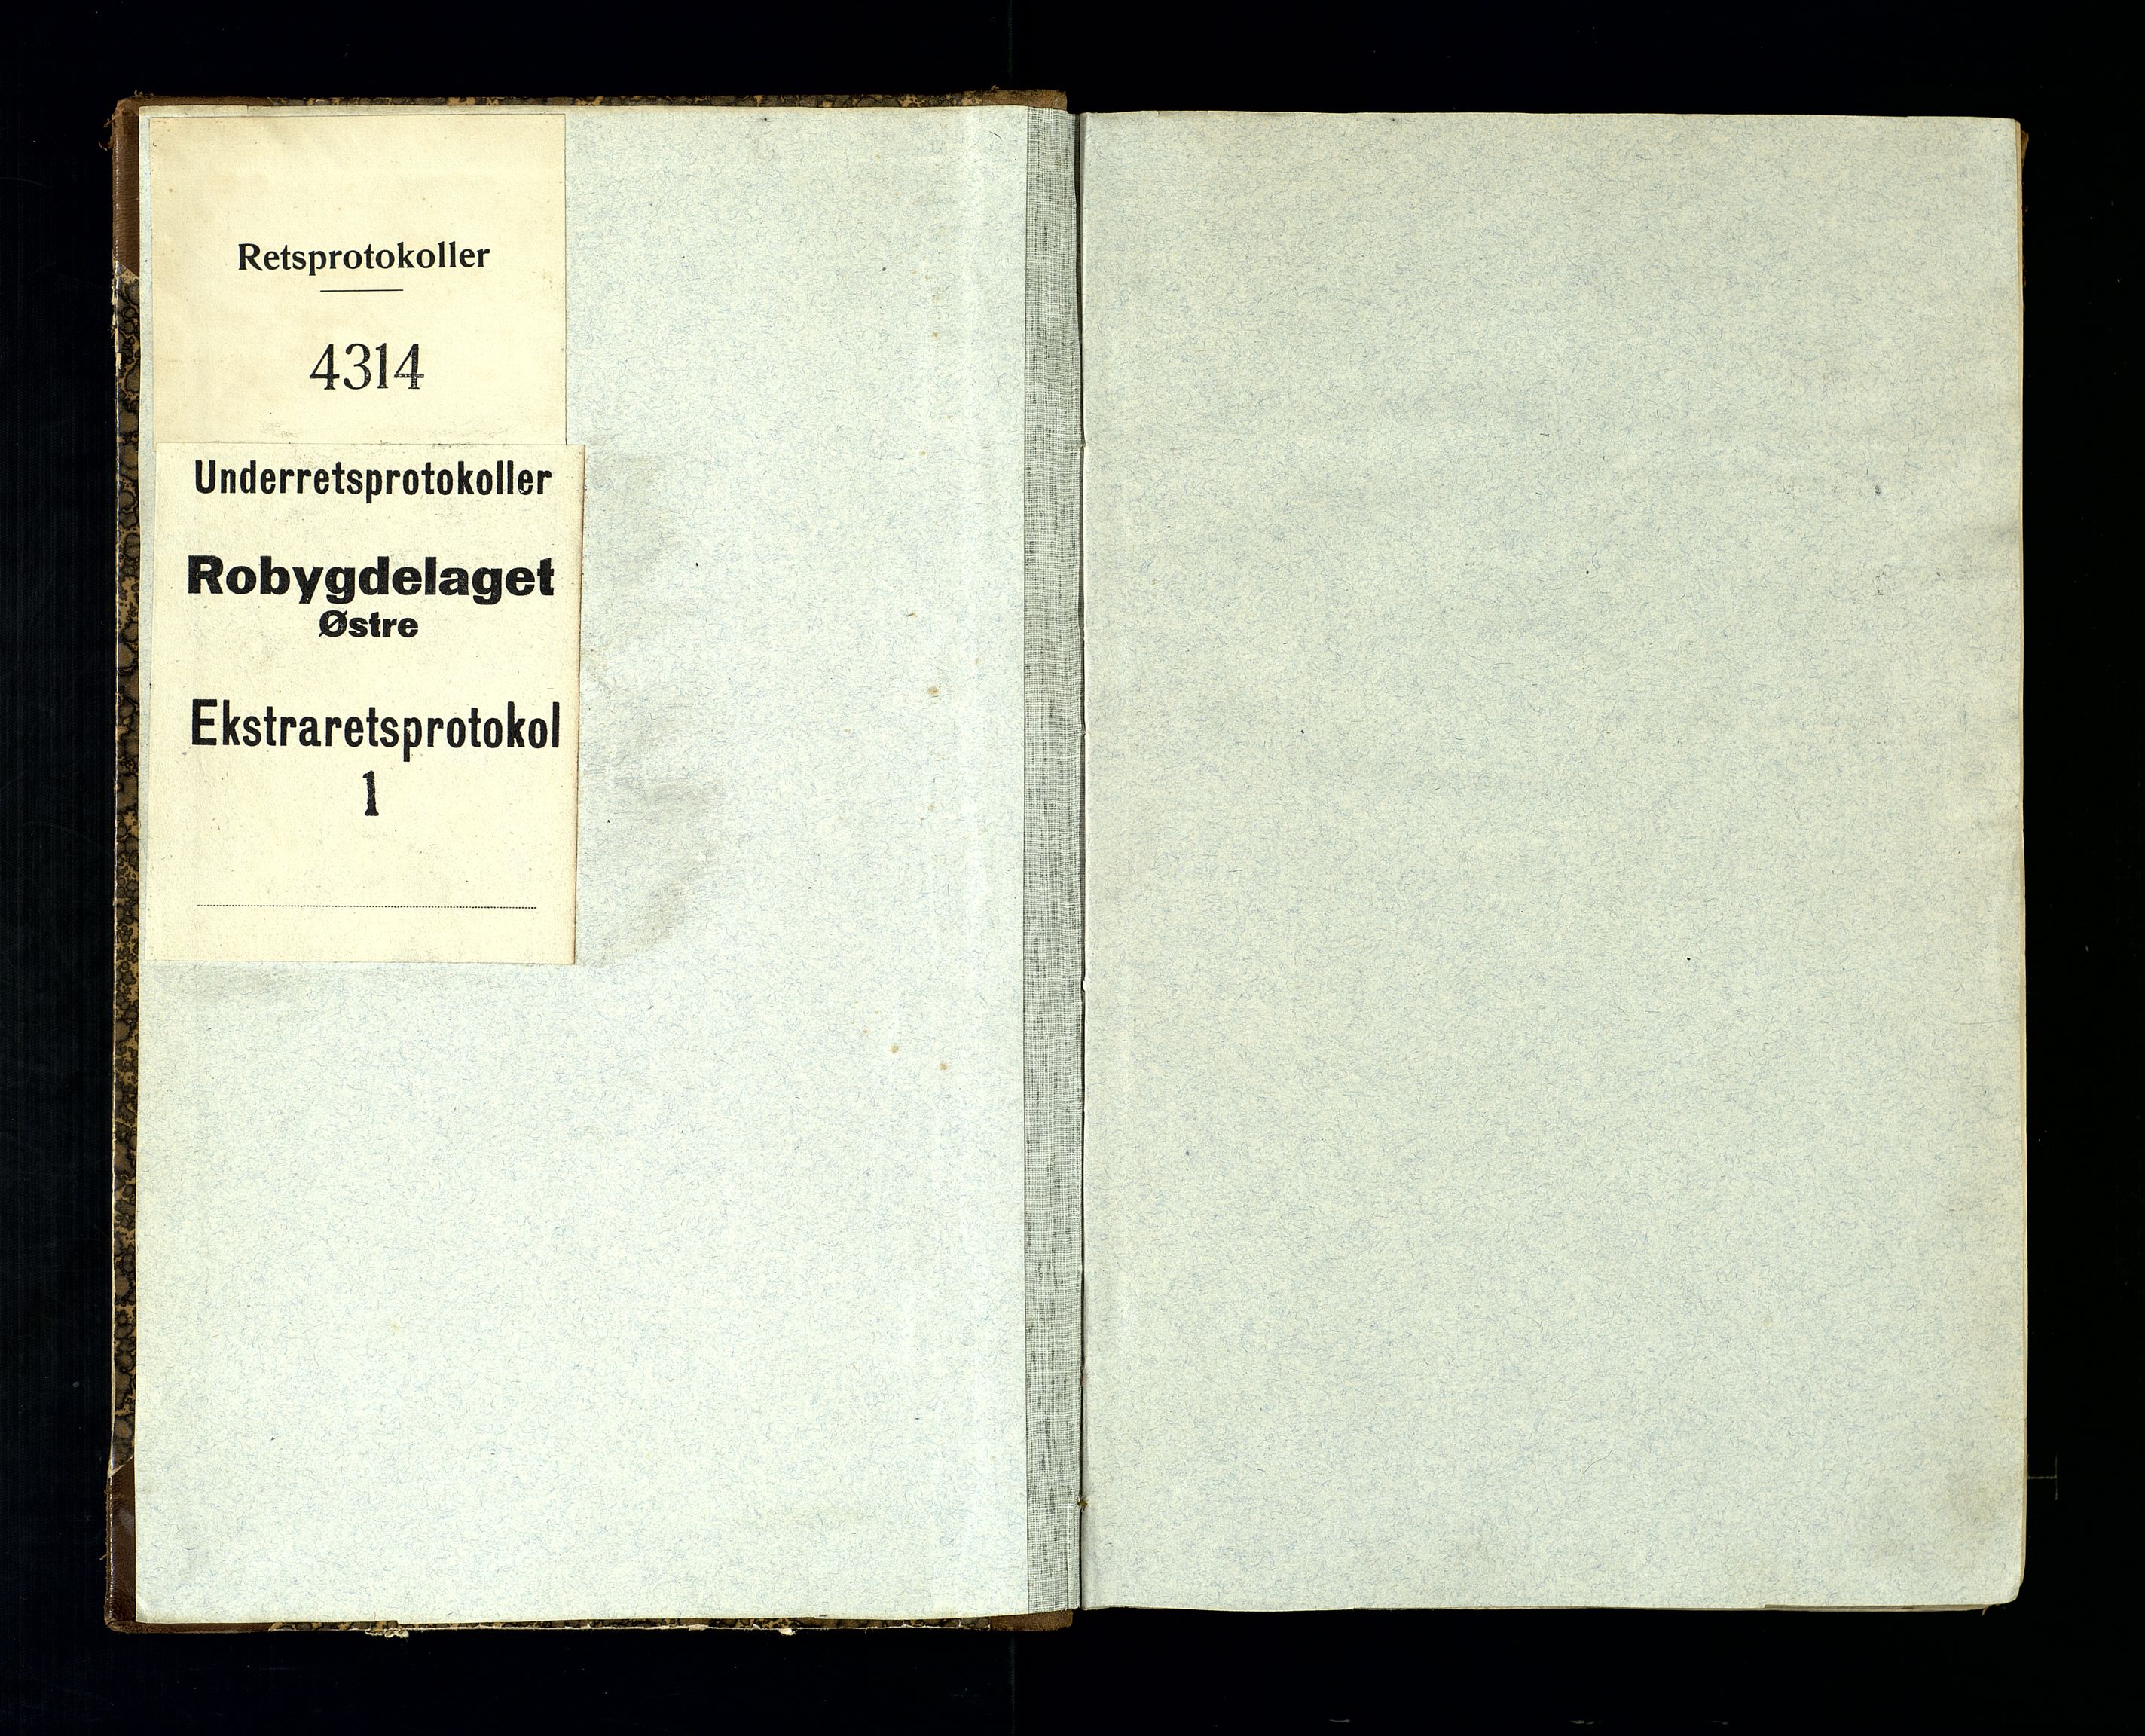 Retsprotokoller
4314
Underretsprotokoller
Robygdelaget
Østre
Ekstraretsprotokol
1